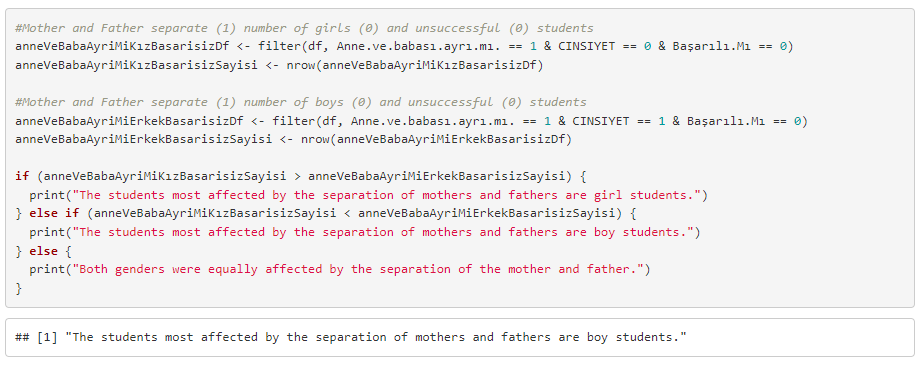 #Mother and Father separate (1) number of girls (0) and unsuccessful (0) students
anneVeBabaAyriMiKızBasarisizDf <- filter(df, Anne.ve.babası.ayrı.mı. == 1 & CINSIYET == 0 & Başarılı.Mı == 0)
anneVeBabaAyriMiKızBasarisizSayisi <- nrow(anneVeBabaAyriMiKızBasarisizDf)
#Mother and Father separate (1) number of boys (0) and unsuccessful (0) students
anneVeBabaAyriMiErkekBasarisizDf <- filter(df, Anne.ve.babası.ayrı.mı. == 1 & CINSIYET == 1 & Başarılı.Mı == 0)
anneVeBabaAyriMiErkekBasarisizSayisi <- nrow(anneVeBabaAyriMiErkekBasarisizDf)
if (anneVeBabaAyriMiKızBasarisizSayisi > anneVeBabaAyriMiErkekBasarisizSayisi) {
  print("The students most affected by the separation of mothers and fathers are girl students.")
} else if (anneVeBabaAyriMiKızBasarisizSayisi < anneVeBabaAyriMiErkekBasarisizSayisi) {
  print("The students most affected by the separation of mothers and fathers are boy students.")
} else {
  print("Both genders were equally affected by the separation of the mother and father.")
}
## [1] "The students most affected by the separation of mothers and fathers are boy students."